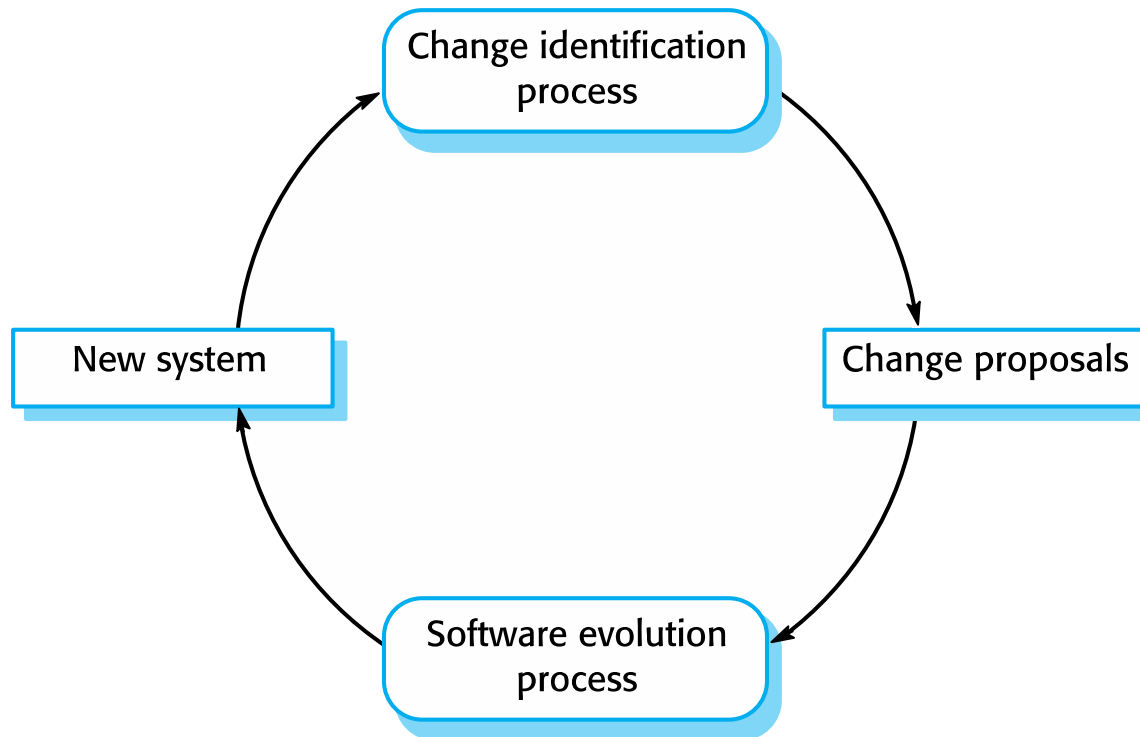 Change identification
process
New system
Change proposals
Software evolution
process